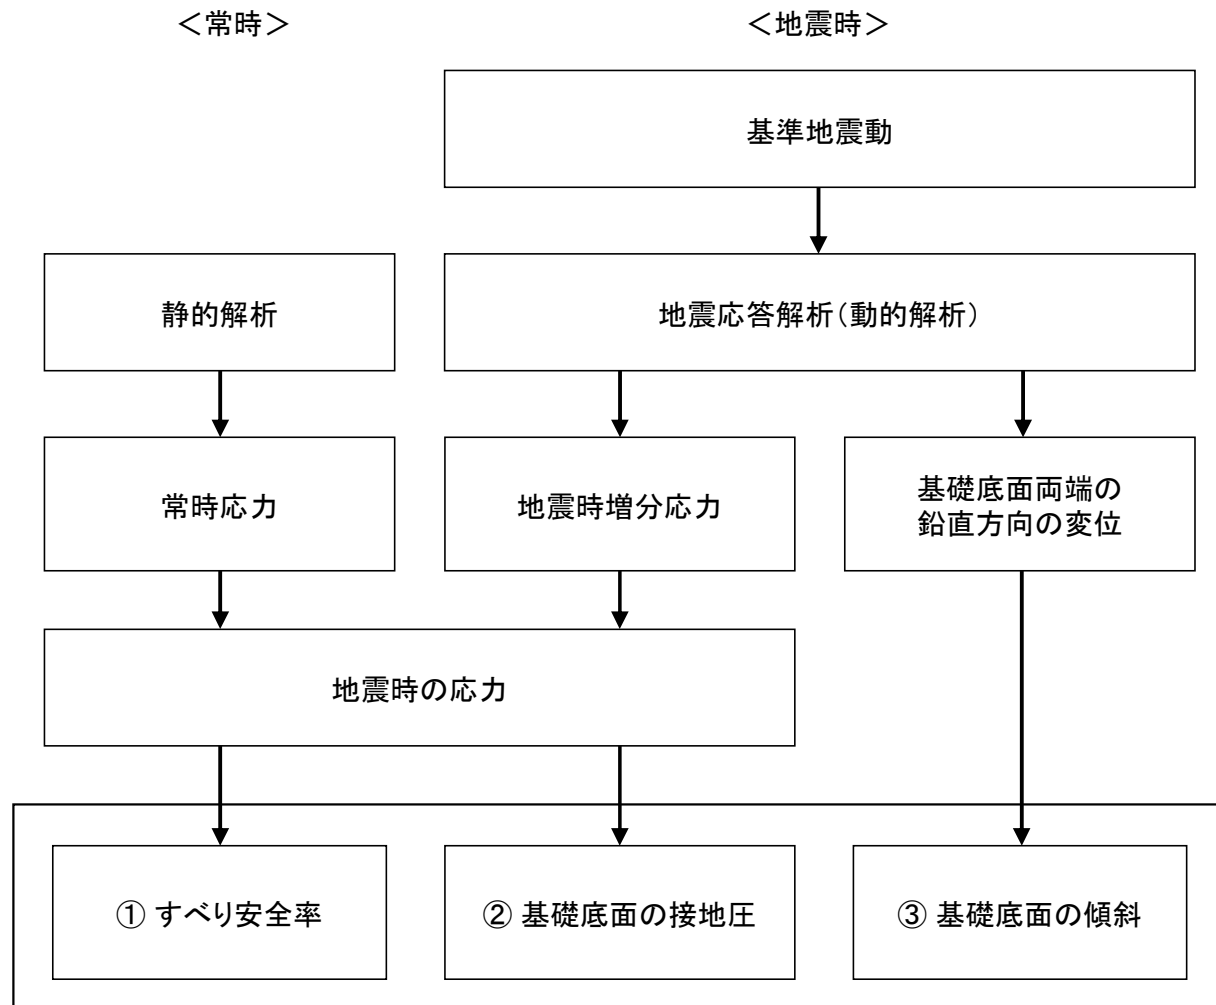 ＜常時＞
＜地震時＞
基準地震動
静的解析
地震応答解析（動的解析）
常時応力
地震時増分応力
基礎底面両端の
鉛直方向の変位
地震時の応力
① すべり安全率
② 基礎底面の接地圧
③ 基礎底面の傾斜